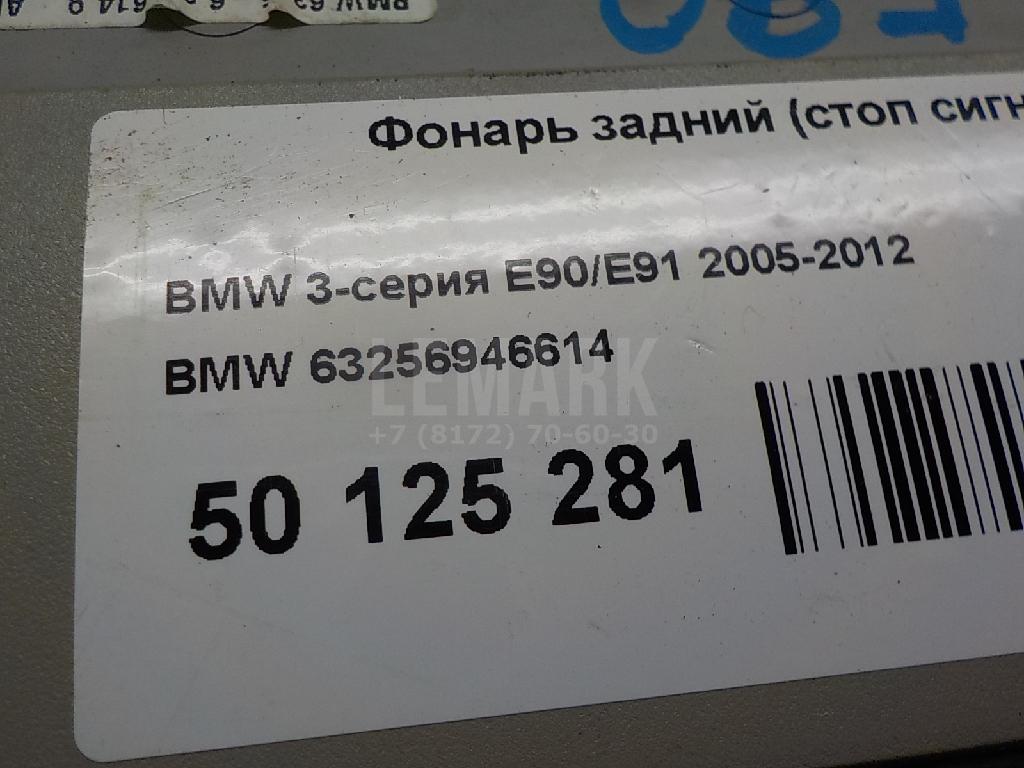 Фонарь задний (стоп сигн
BMW 3-серия E90/E91 2005-2012
BMW 63256946614
LEMARK
+7 (8172) 70-60-30
50 125 281